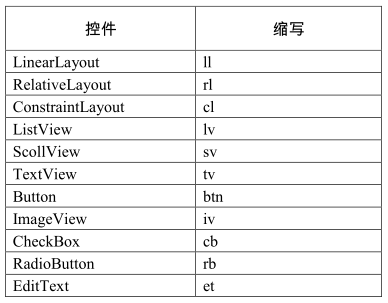 控件 缩写
LinearLayout ll
RelativeLayout rl
ConstraintLayout cl
ListView lv
ScollView sv
TextView tv
Button btn
ImageView iv
CheckBox cb
RadioButton rb
EditText et